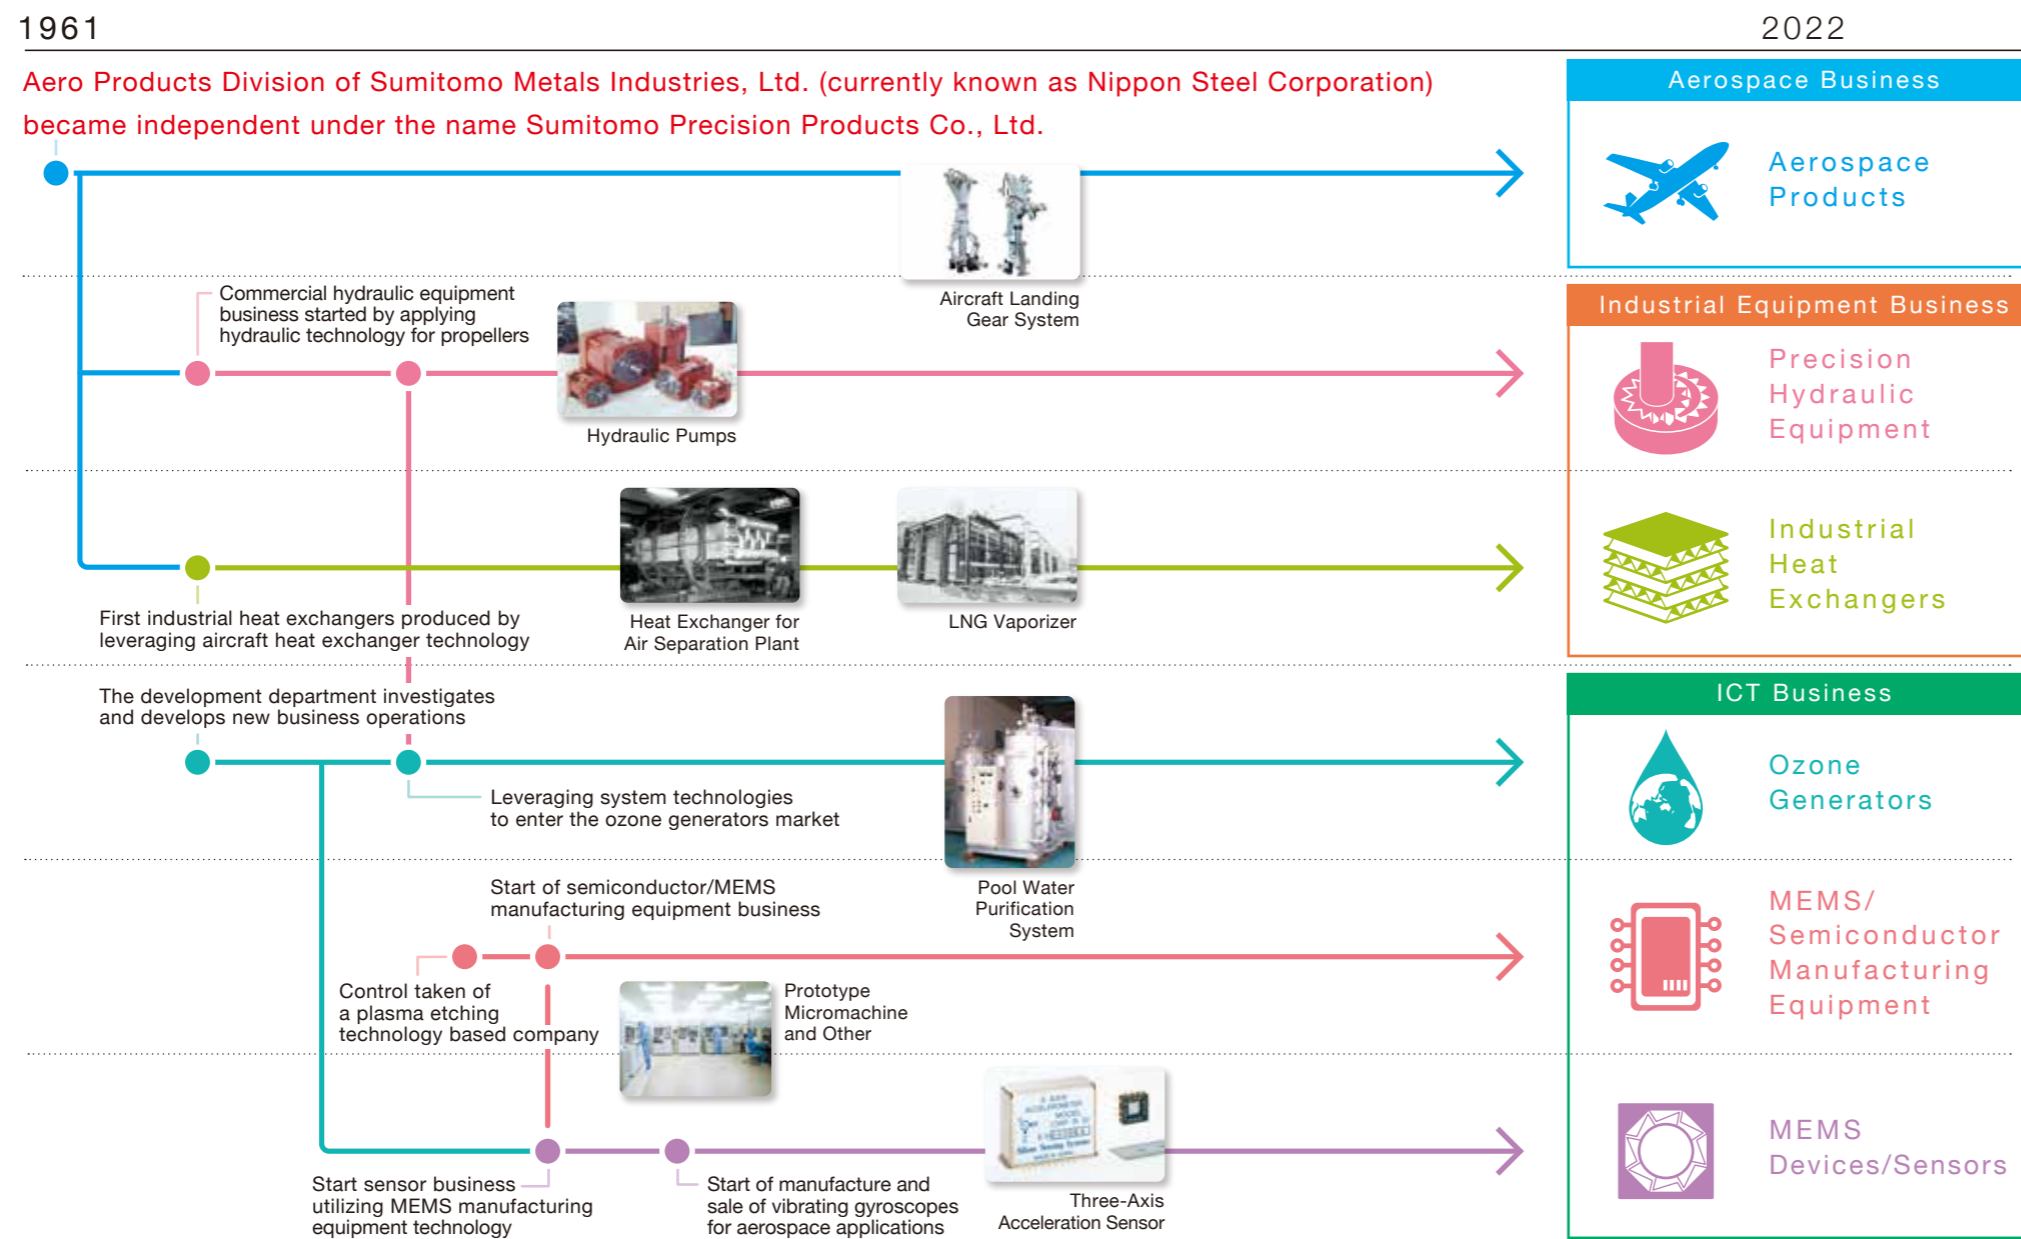 1961
2022
Aero Products Division of Sumitomo Metals Industries, Ltd. (currently known as Nippon Steel Corporation)
became independent under the name Sumitomo Precision Products Co., Ltd.
Aerospace Business
Aerospace
Products
Aircraft Landing
Gear System
Commercial hydraulic equipment
business started by applying
hydraulic technology for propellers
Hydraulic Pumps
Industrial Equipment Business
Precision
Hydraulic
Equipment
First industrial heat exchangers produced by
leveraging aircraft heat exchanger technology
Heat Exchanger for
Air Separation Plant
LNG Vaporizer
Industrial
Heat
Exchangers
The development department investigates
and develops new business operations
Leveraging system technologies
to enter the ozone generators market
Pool Water
Purification
System
ICT Business
Ozone
Generators
Start of semiconductor/MEMS
manufacturing equipment business
Control taken of
a plasma etching
technology based company
Prototype
Micromachine
and Other
MEMS/
Semiconductor
Manufacturing
Equipment
Start sensor business
utilizing MEMS manufacturing
equipment technology
Start of manufacture and
sale of vibrating gyroscopes
for aerospace applications
ACCELEROMETER
MODEL
Silicon Sensing Systems
Three-Axis
Acceleration Sensor
MEMS
Devices/Sensors